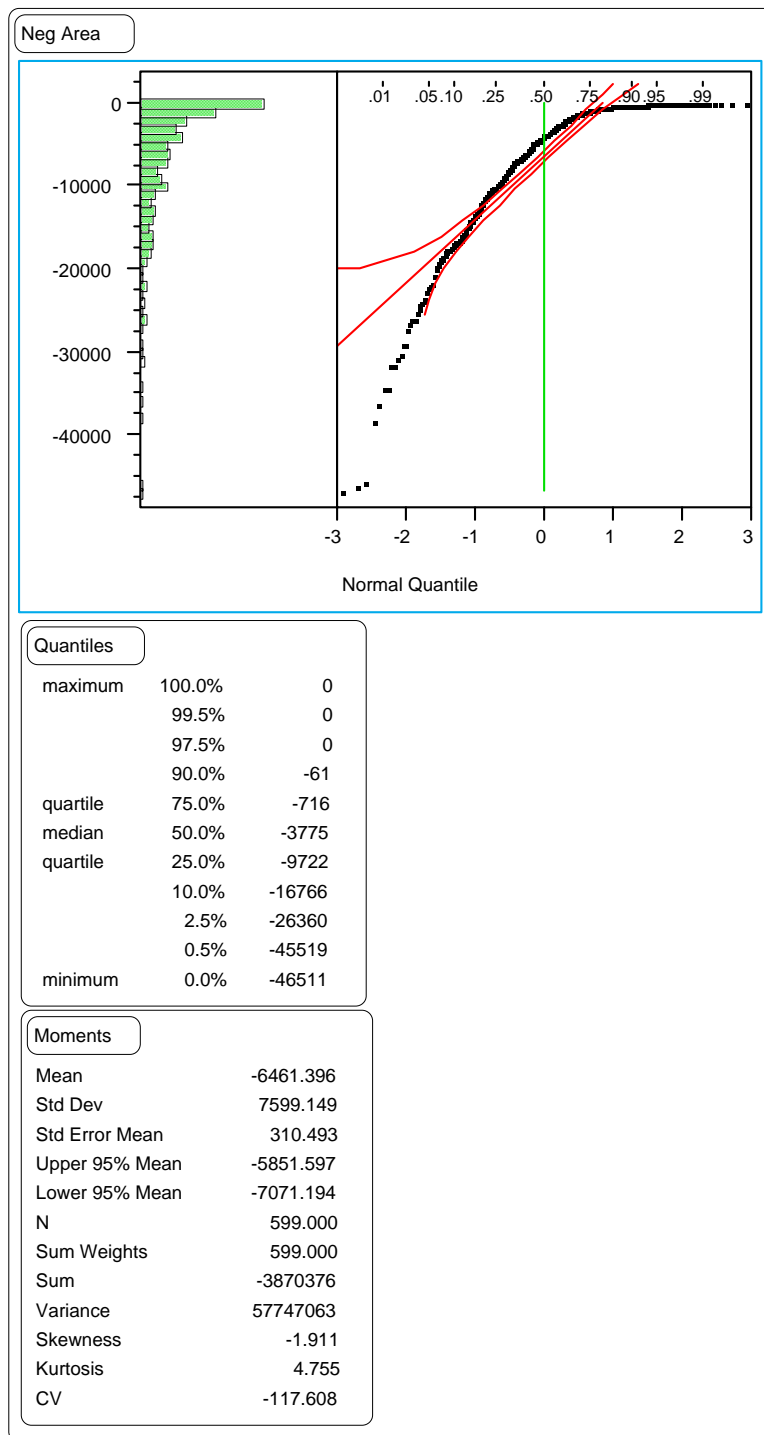 Neg Area
.01 .05 .10 .25 .50 .75 .90 .95 .99
0
-10000
-20000
-30000
-40000
-3 -2 -1 0 1 2 3
Normal Quantile
Quantiles
maximum 100.0% 0
99.5% 0
97.5% 0
90.0% -61
quartile 75.0% -716
median 50.0% -3775
quartile 25.0% -9722
10.0% -16766
2.5% -26360
0.5% -45519
minimum 0.0% -46511
Moments
Mean -6461.396
Std Dev 7599.149
Std Error Mean 310.493
Upper 95% Mean -5851.597
Lower 95% Mean -7071.194
N 599.000
Sum Weights 599.000
Sum -3870376
Variance 57747063
Skewness -1.911
Kurtosis 4.755
CV -117.608